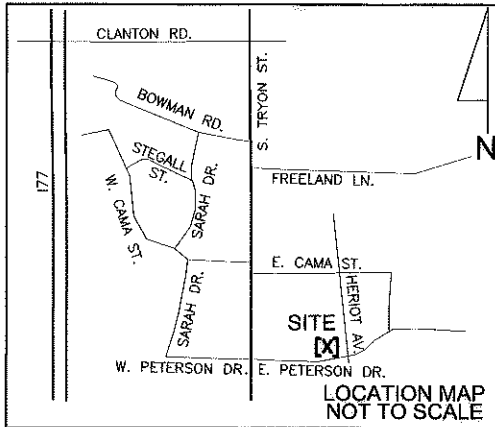 CLANTON RD.
BOWMAN RD.
S. TRYON ST.
STEGALL
ST.
N
177
W. CAMA ST.
SARAH DR.
FREELAND LN.
E. CAMA ST.
SARAH DR.
HERIOT AV.
SITE
[X]
W. PETERSON DR.
E. PETERSON DR.
LOCATION MAP
NOT TO SCALE